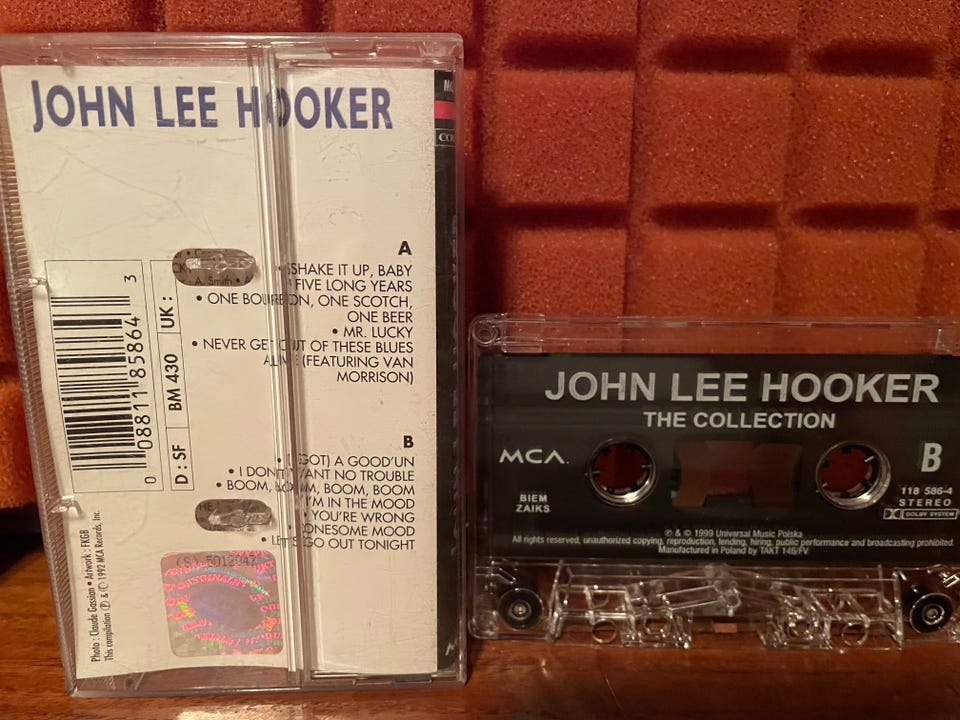 JOHN LEE HOOKER
A
SHAKE IT UP, BABY
FIVE LONG YEARS
• ONE BOURBON, ONE SCOTCH,
ONE BEER
• MR. LUCKY
• NEVER GET OUT OF THESE BLUES
ALIVE (FEATURING VAN
MORRISON)
B
• (GOT) A GOOD'UN
• I DON'T WANT NO TROUBLE
• BOOM, BOOM, BOOM, BOOM
I'M IN THE MOOD
YOU'RE WRONG
LONESOME MOOD
• LET'S GO OUT TONIGHT
0 08811 85864 3
D : SF
BM 430
UK :
A. Smith
Photo : Claude Gassian • Artwork : FKGB
This compilation ℗ & © 1992 MCA Records, Inc.
JOHN LEE HOOKER
THE COLLECTION
MCA.
B
BIEM
ZAIKS
118 586-4
STEREO
DOLBY SYSTEM
℗ & © 1999 Universal Music Polska
All rights reserved, unauthorized copying, reproduction, lending, hiring, public performance and broadcasting prohibited.
Manufactured in Poland by TAKT 146/FV